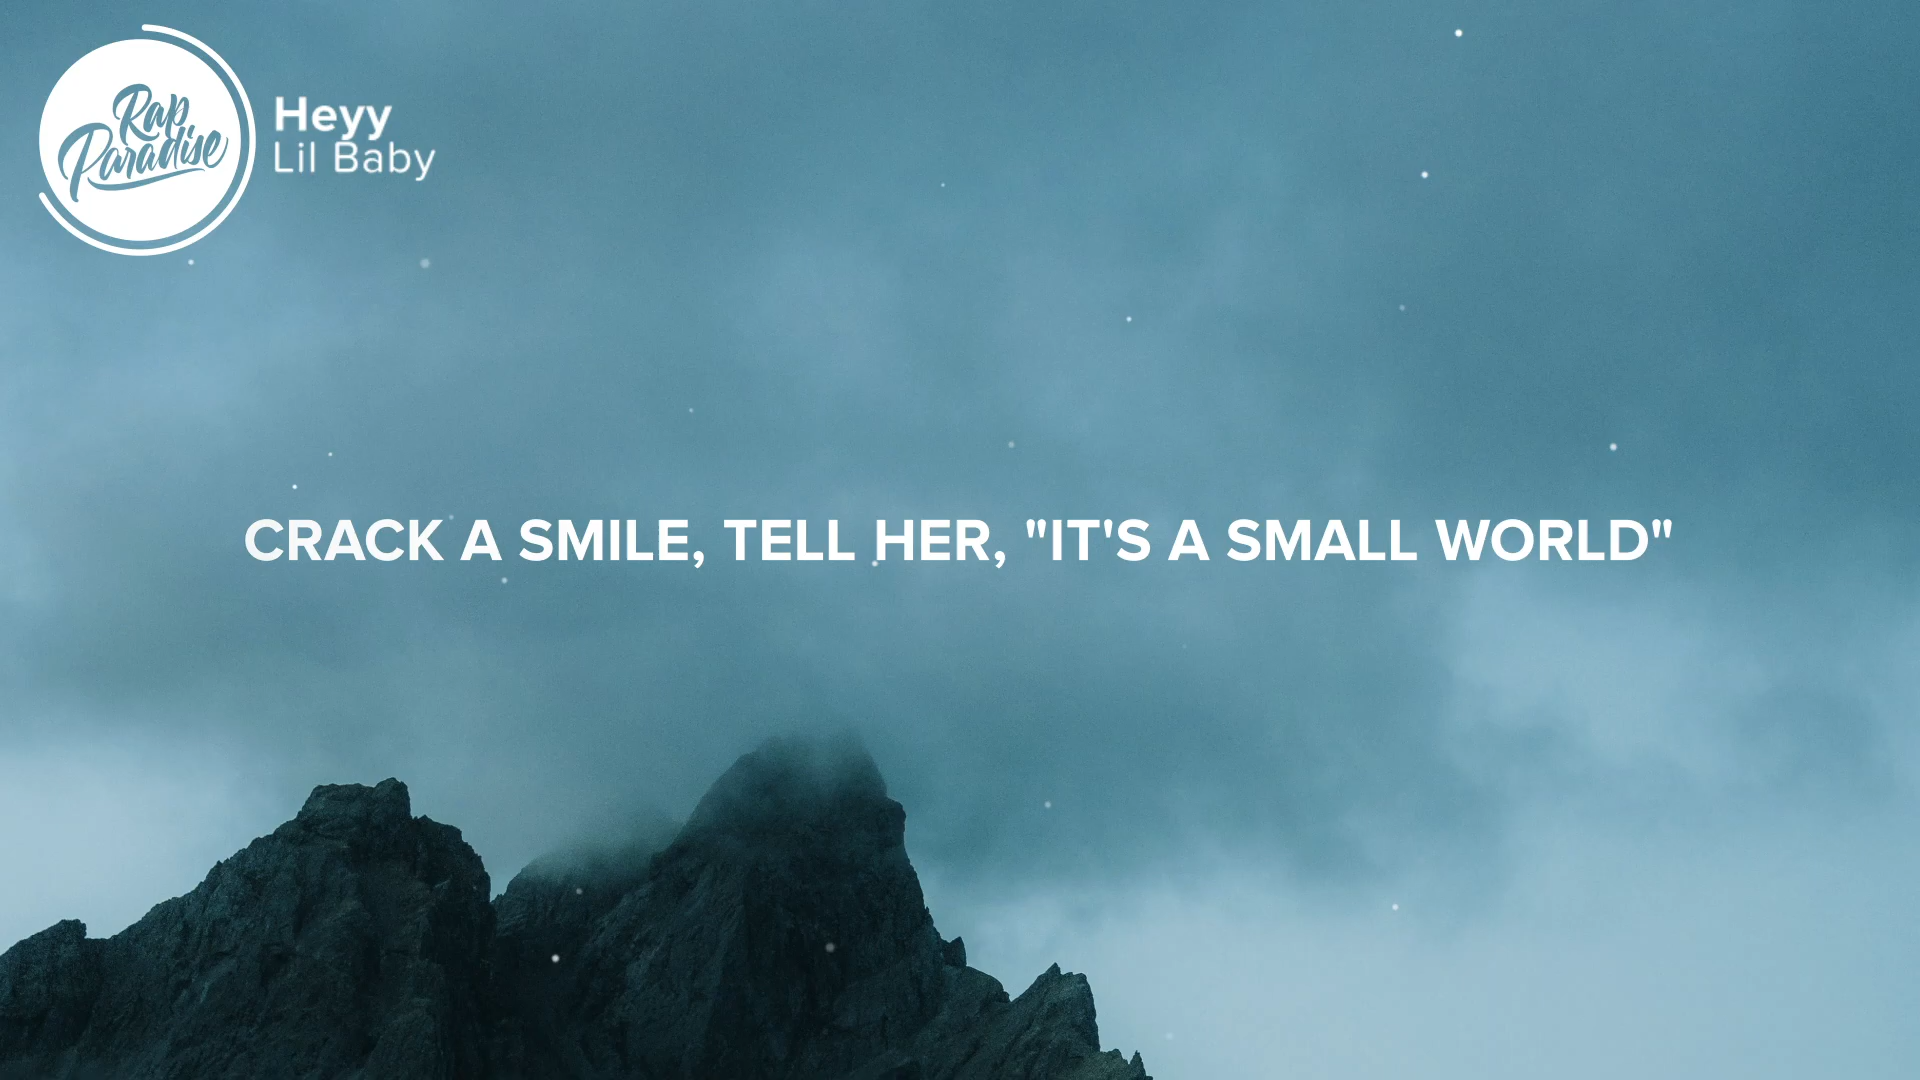 Rap
Paradise
Heyy
Lil Baby
CRACK A SMILE, TELL HER, "IT'S A SMALL WORLD"